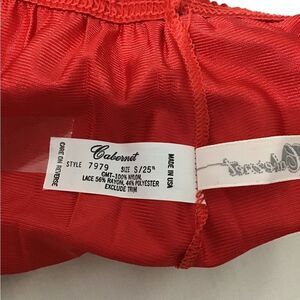 CARE ON REVERSE
Cabernet
STYLE 7979 SIZE S/25"
GMT-100% NYLON,
LACE 56% RAYON, 44% POLYESTER
EXCLUDE TRIM
MADE IN USA